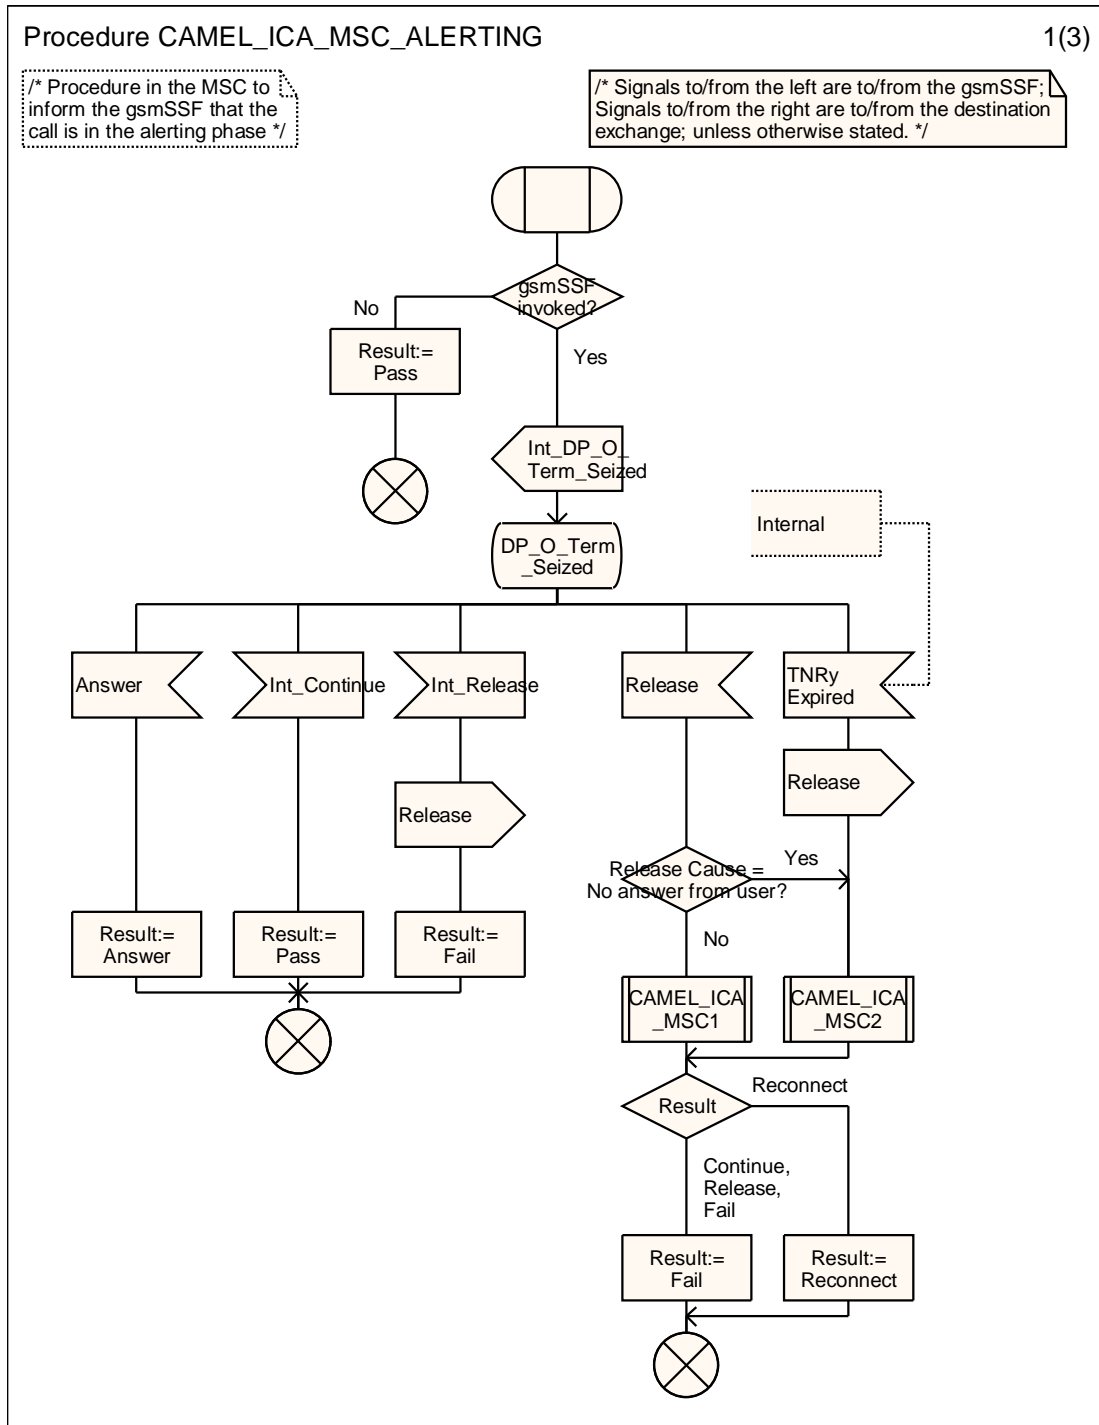 Procedure CAMEL_ICA_MSC_ALERTING
1(3)
/* Procedure in the MSC to
inform the gsmSSF that the
call is in the alerting phase */
/* Signals to/from the left are to/from the gsmSSF;
Signals to/from the right are to/from the destination
exchange; unless otherwise stated. */
gsmSSF
invoked?
No
Yes
Result:=
Pass
Int_DP_O_
Term_Seized
Internal
DP_O_Term
_Seized
Answer
Int_Continue
Int_Release
Release
TNRy
Expired
Release
Release
Release Cause =
No answer from user?
Yes
No
Result:=
Answer
Result:=
Pass
Result:=
Fail
CAMEL_ICA
_MSC1
CAMEL_ICA
_MSC2
Result
Reconnect
Continue,
Release,
Fail
Result:=
Fail
Result:=
Reconnect